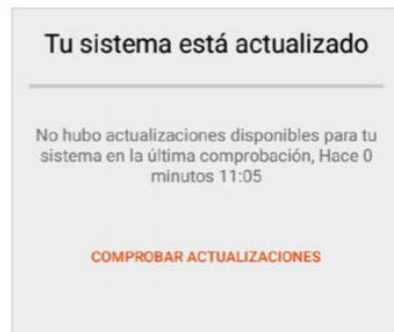 Tu sistema está actualizado
No hubo actualizaciones disponibles para tu
sistema en la última comprobación, Hace 0
minutos 11:05
COMPROBAR ACTUALIZACIONES